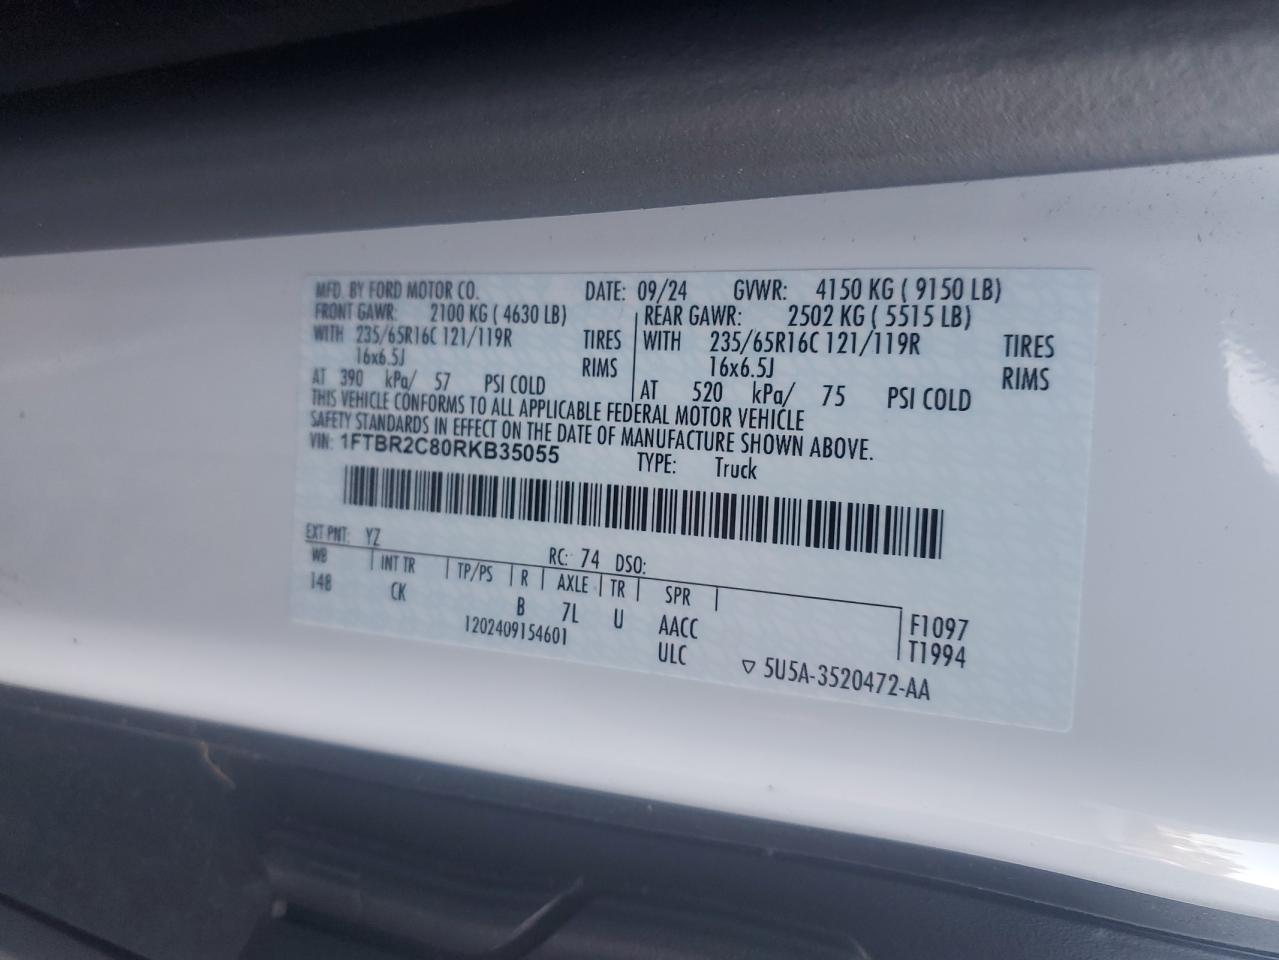 MFD. BY FORD MOTOR CO. DATE: 09/24 GVWR: 4150 KG ( 9150 LB)
FRONT GAWR: 2100 KG ( 4630 LB) REAR GAWR: 2502 KG ( 5515 LB)
WITH 235/65R16C 121/119R TIRES WITH 235/65R16C 121/119R TIRES
16x6.5J RIMS 16x6.5J RIMS
AT 390 kPa/ 57 PSI COLD AT 520 kPa/ 75 PSI COLD
THIS VEHICLE CONFORMS TO ALL APPLICABLE FEDERAL MOTOR VEHICLE
SAFETY STANDARDS IN EFFECT ON THE DATE OF MANUFACTURE SHOWN ABOVE.
VIN: 1FTBR2C80RKB35055 TYPE: Truck
EXT PNT: YZ RC: 74 DSO:
WB INT TR TP/PS R AXLE TR SPR
148 CK B 7L U AACC F1097
1202409154601 ULC T1994
5U5A-3520472-AA